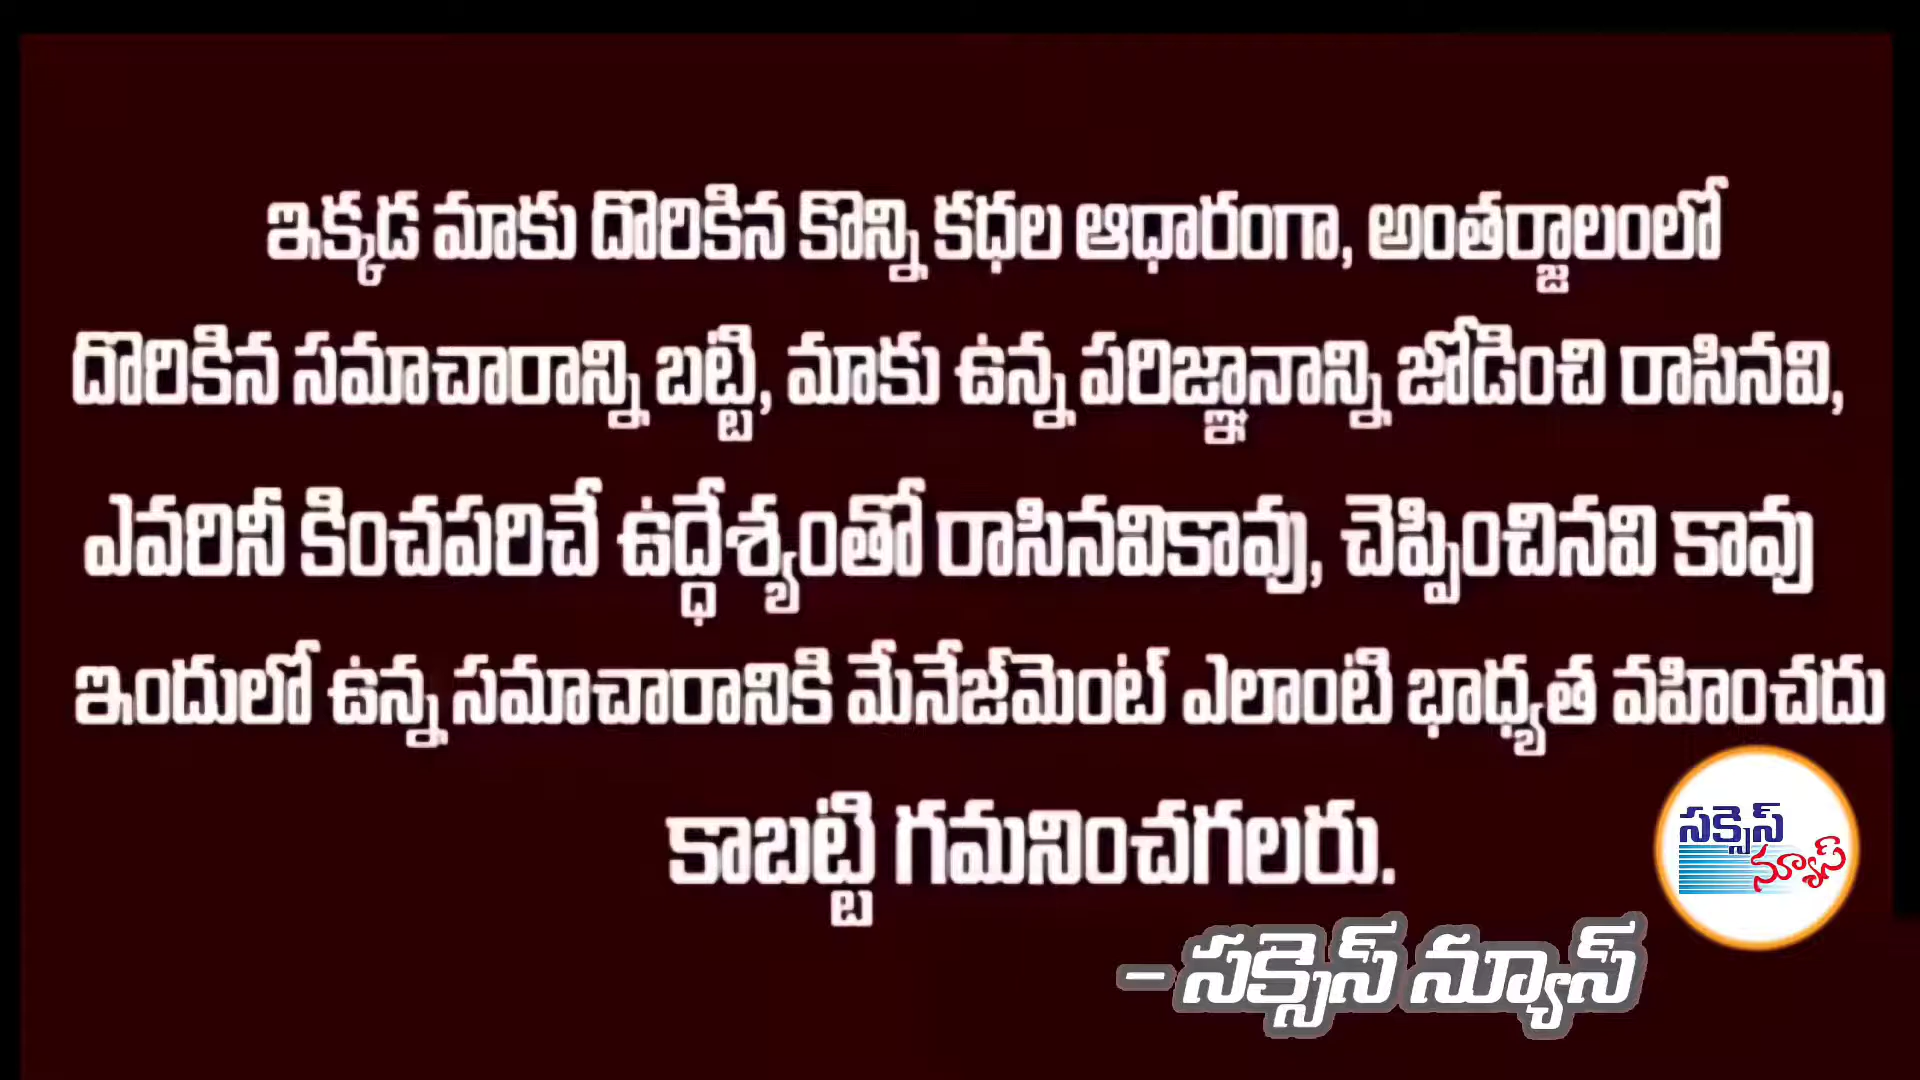 ఇక్కడ మాకు దొరికిన కొన్ని కధల ఆధారంగా, అంతర్జాలంలో
దొరికిన సమాచారాన్ని బట్టి, మాకు ఉన్న పరిజ్ఞానాన్ని జోడించి రాసినవి,
ఎవరినీ కించపరిచే ఉద్ధేశ్యంతో రాసినవికావు, చెప్పించినవి కావు
ఇందులో ఉన్న సమాచారానికి మేనేజ్‌మెంట్ ఎలాంటి భాధ్యత వహించదు
కాబట్టి గమనించగలరు.
సక్సెస్
న్యూస్
- సక్సెస్ న్యూస్